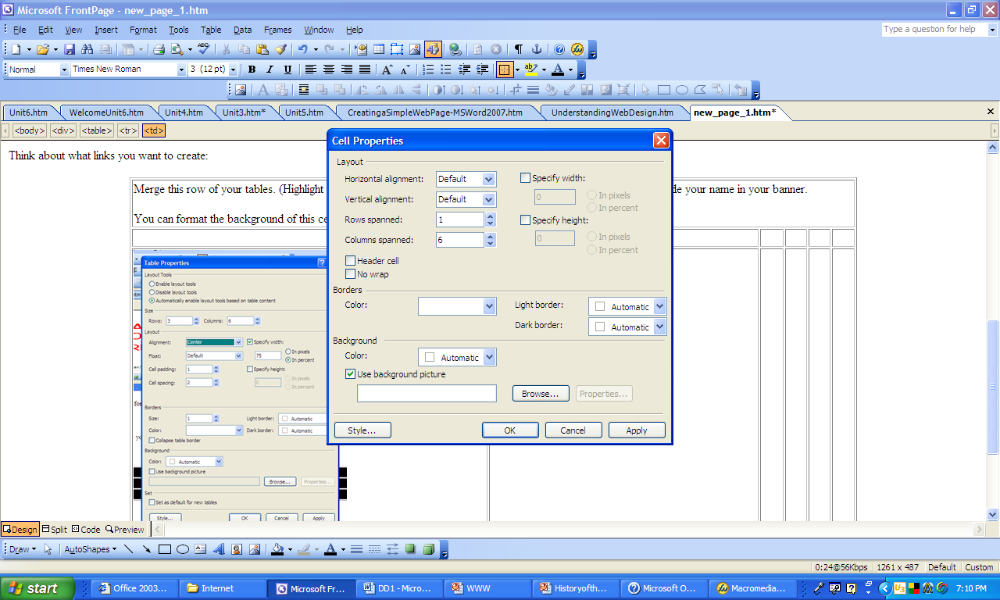 Microsoft FrontPage - new_page_1.htm
File Edit View Insert Format Tools Table Data Frames Window Help
Type a question for help
Normal Times New Roman 3 (12 pt) B I U
Unit6.htm WelcomeUnit6.htm Unit4.htm Unit3.htm* Unit5.htm CreatingaSimpleWebPage-MSWord2007.htm UnderstandingWebDesign.htm new_page_1.htm*
<body> <div> <table> <tr> <td>
Think about what links you want to create:
Merge this row of your tables. (Highlight
your name in your banner.
You can format the background of this
Cell Properties
Layout
Horizontal alignment: Default Specify width:
0 In pixels
Vertical alignment: Default In percent
Rows spanned: 1 Specify height:
Columns spanned: 6 0 In pixels
In percent
Header cell
No wrap
Borders
Color: Light border: Automatic
Dark border: Automatic
Background
Color: Automatic
Use background picture
Browse... Properties...
Style... OK Cancel Apply
Table Properties
Layout Tools
Enable layout tools
Disable layout tools
Automatically enable layout tools based on table content
Size
Rows: 3 Columns: 6
Layout
Alignment: Center Specify width:
Float: Default 75 In pixels
In percent
Cell padding: 1 Specify height:
Cell spacing: 2 0 In pixels
In percent
Borders
Size: 1 Light border: Automatic
Color: Dark border: Automatic
Collapse table border
Background
Color: Automatic
Use background picture
Browse... Properties...
Set
Set as default for new tables
Style... OK Cancel Apply
Design Split Code Preview
Draw AutoShapes
0:24@56Kbps 1261 x 487 Default Custom
start Office 2003... Internet Microsoft Fr... DD1 - Micro... WWW Historyofth... Microsoft O... Macromedia... U3 7:10 PM